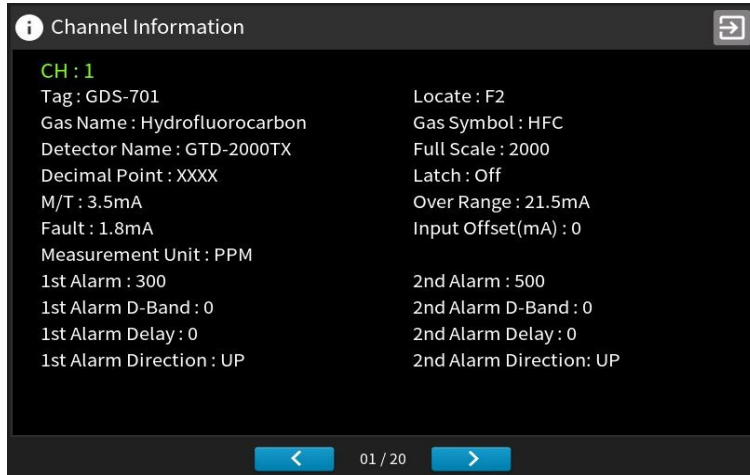 i Channel Information
CH : 1
Tag : GDS-701 Locate : F2
Gas Name : Hydrofluorocarbon Gas Symbol : HFC
Detector Name : GTD-2000TX Full Scale : 2000
Decimal Point : XXXX Latch : Off
M/T : 3.5mA Over Range : 21.5mA
Fault : 1.8mA Input Offset(mA) : 0
Measurement Unit : PPM
1st Alarm : 300 2nd Alarm : 500
1st Alarm D-Band : 0 2nd Alarm D-Band : 0
1st Alarm Delay : 0 2nd Alarm Delay : 0
1st Alarm Direction : UP 2nd Alarm Direction: UP
01 / 20